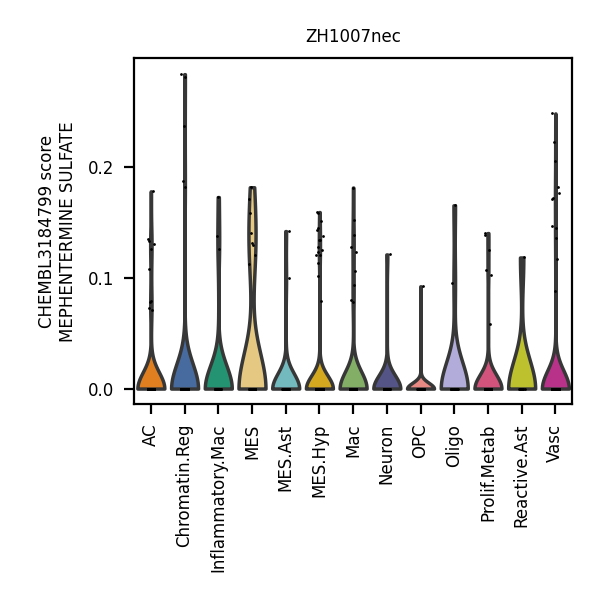 ZH1007nec
CHEMBL3184799 score
MEPHENTERMINE SULFATE
0.2
0.1
0.0
AC
Chromatin.Reg
Inflammatory.Mac
MES
MES.Ast
MES.Hyp
Mac
Neuron
OPC
Oligo
Prolif.Metab
Reactive.Ast
Vasc